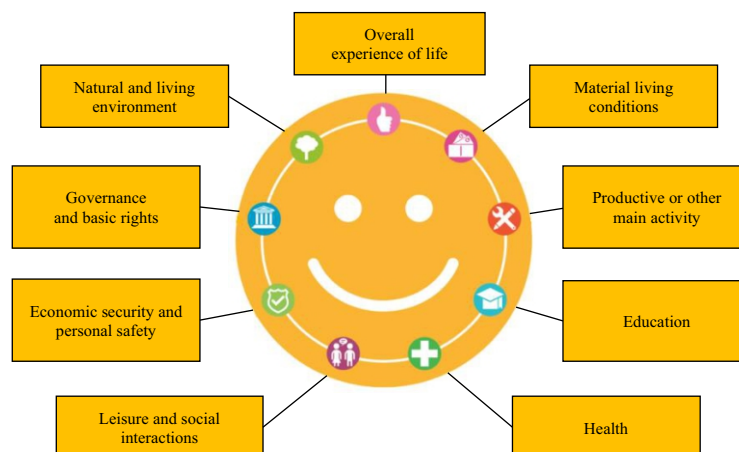 Overall
experience of life
Natural and living
environment
Material living
conditions
Governance
and basic rights
Productive or other
main activity
Economic security and
personal safety
Education
Leisure and social
interactions
Health